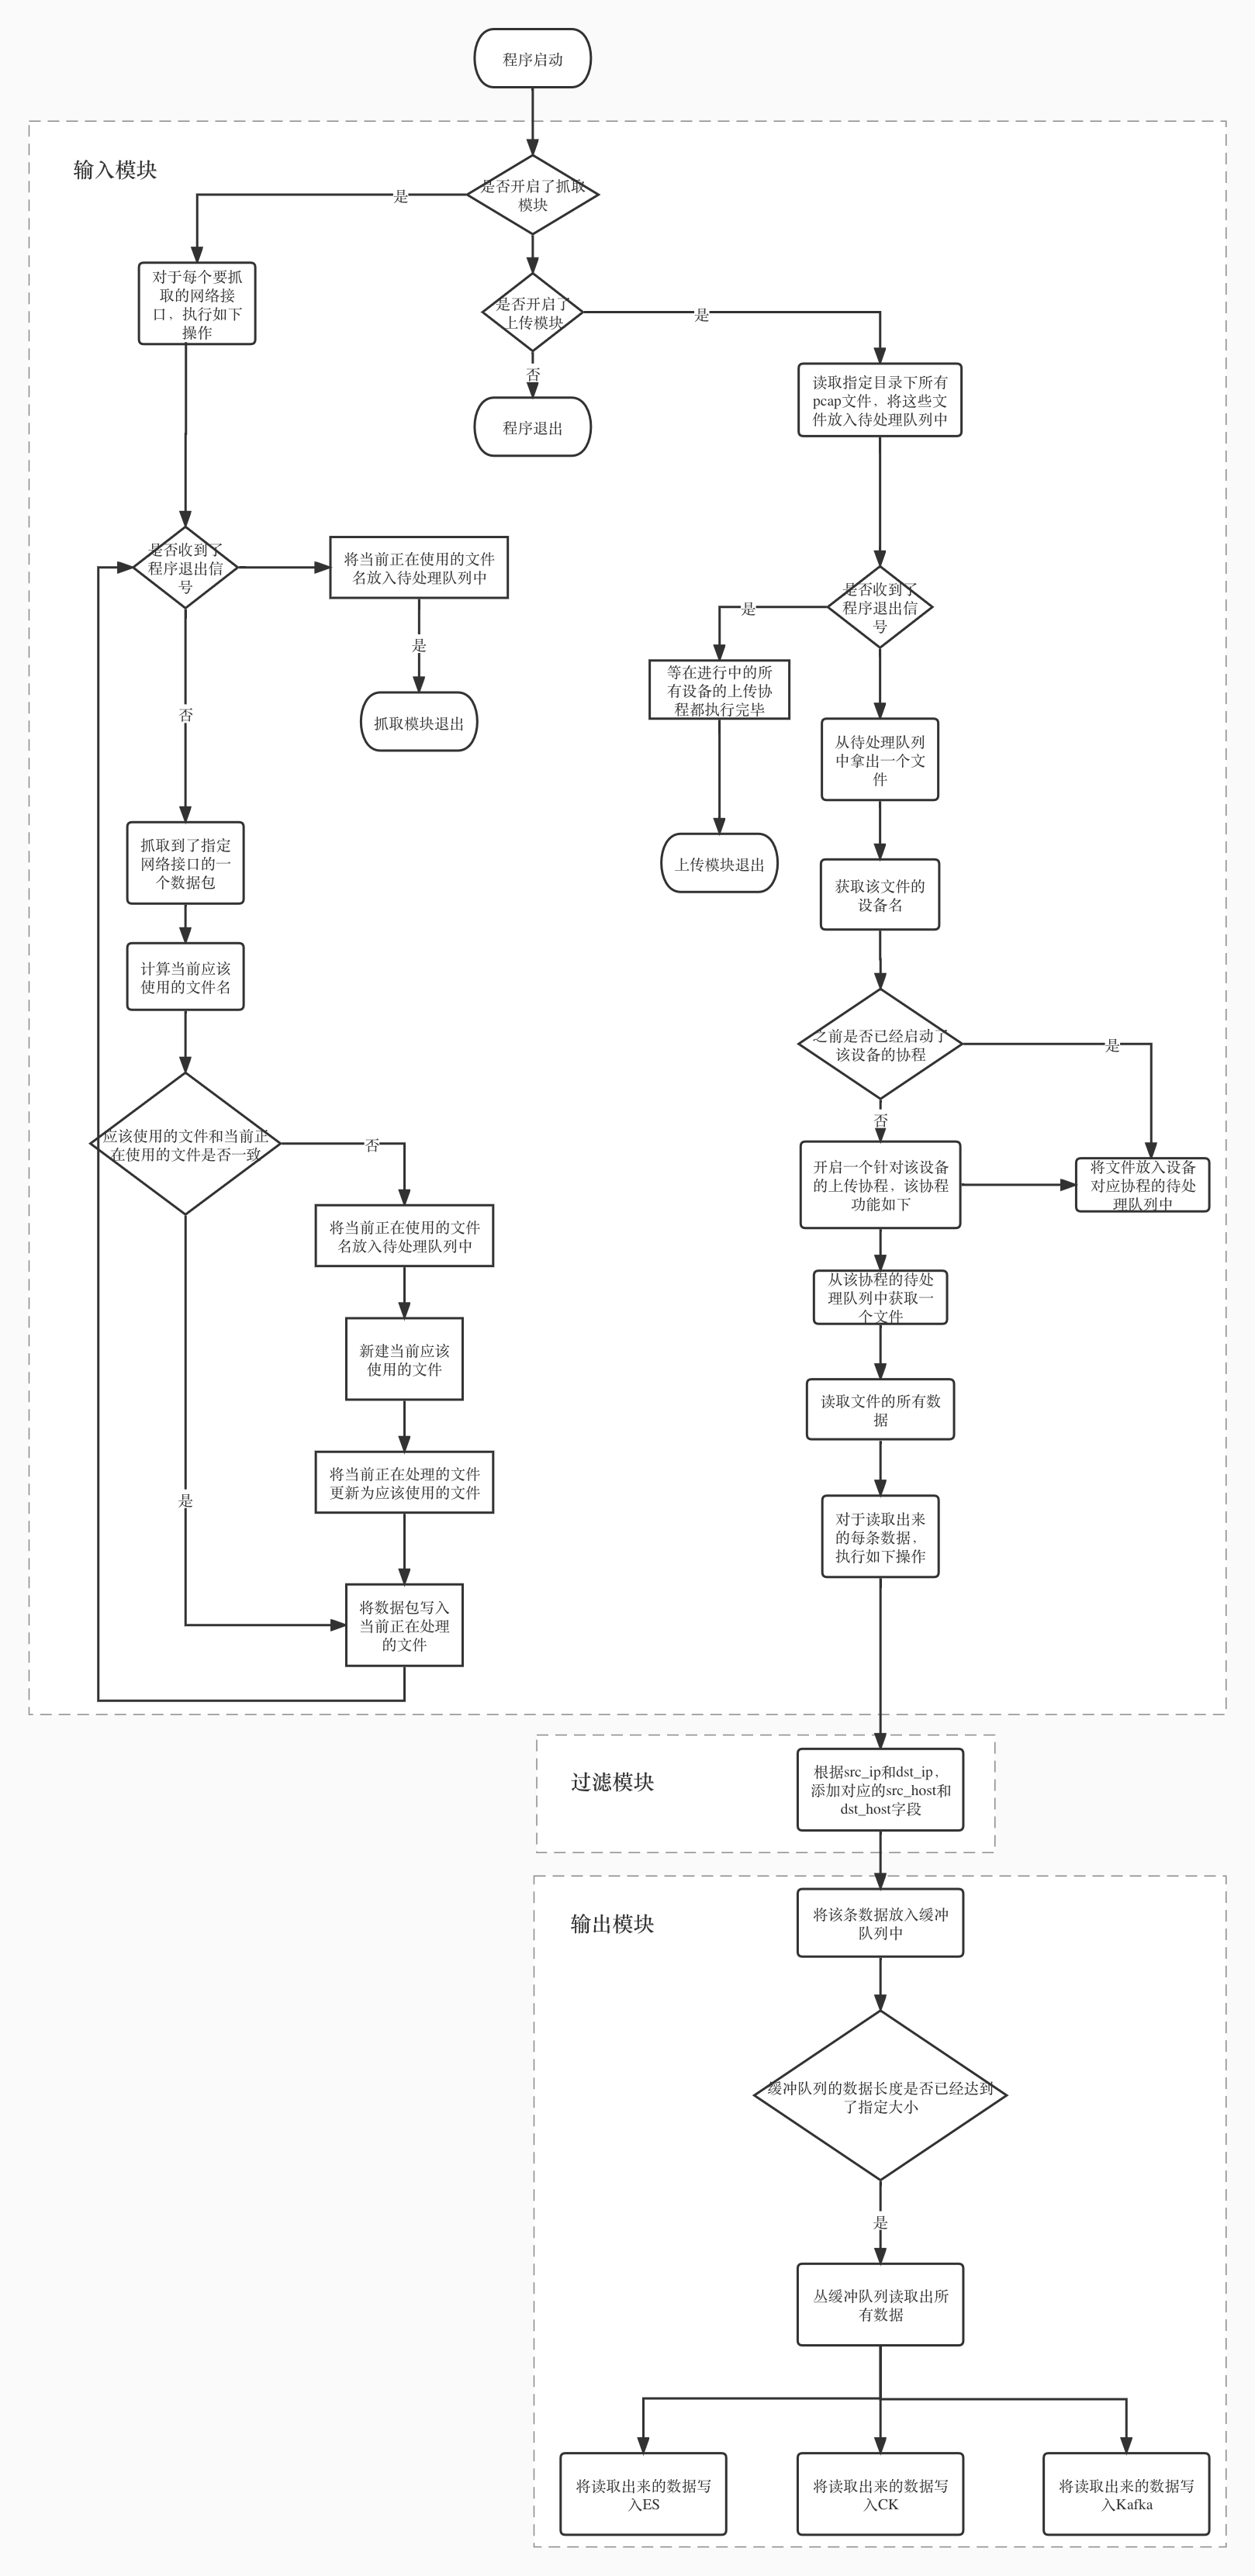 程序启动
输入模块
是否开启了抓取
模块
是
对于每个要抓
取的网络接
口，执行如下
操作
是否开启了
上传模块
是
否
程序退出
读取指定目录下所有
pcap文件，将这些文
件放入待处理队列中
是否收到了
程序退出信
号
将当前正在使用的文件
名放入待处理队列中
是
抓取模块退出
否
是否收到了
程序退出信
号
是
等在进行中的所
有设备的上传协
程都执行完毕
上传模块退出
从待处理队列
中拿出一个文
件
获取该文件的
设备名
抓取到了指定
网络接口的一
个数据包
计算当前应该
使用的文件名
应该使用的文件和当前正
在使用的文件是否一致
否
将当前正在使用的文件
名放入待处理队列中
新建当前应该
使用的文件
将当前正在处理的文件
更新为应该使用的文件
是
将数据包写入
当前正在处理
的文件
之前是否已经启动了
该设备的协程
是
否
开启一个针对该设备
的上传协程，该协程
功能如下
将文件放入设备
对应协程的待处
理队列中
从该协程的待处
理队列中获取一
个文件
读取文件的所有数
据
对于读取出来
的每条数据，
执行如下操作
过滤模块
根据src_ip和dst_ip，
添加对应的src_host和
dst_host字段
输出模块
将该条数据放入缓冲
队列中
缓冲队列的数据长度是否已经达到
了指定大小
是
丛缓冲队列读取出所
有数据
将读取出来的数据写
入ES
将读取出来的数据写
入CK
将读取出来的数据写
入Kafka